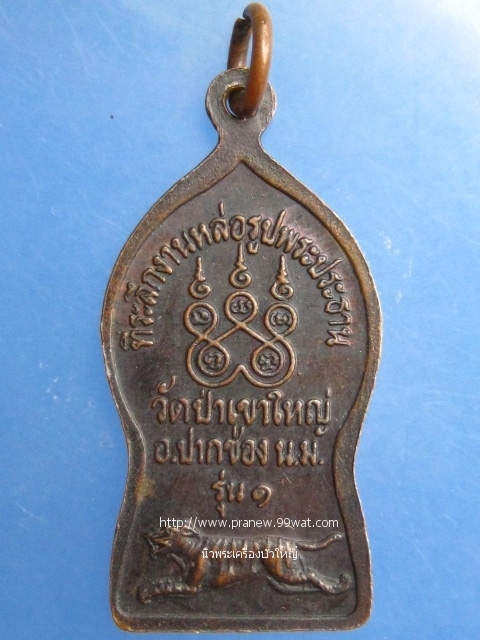 ที่ระลึกงานหล่อรูปพระประธาน
วัดป่าเขาใหญ่
อ.ปากช่อง น.ม.
รุ่น ๑
http://www.pranew.99wat.com
นิวพระเครื่องบัวใหญ่